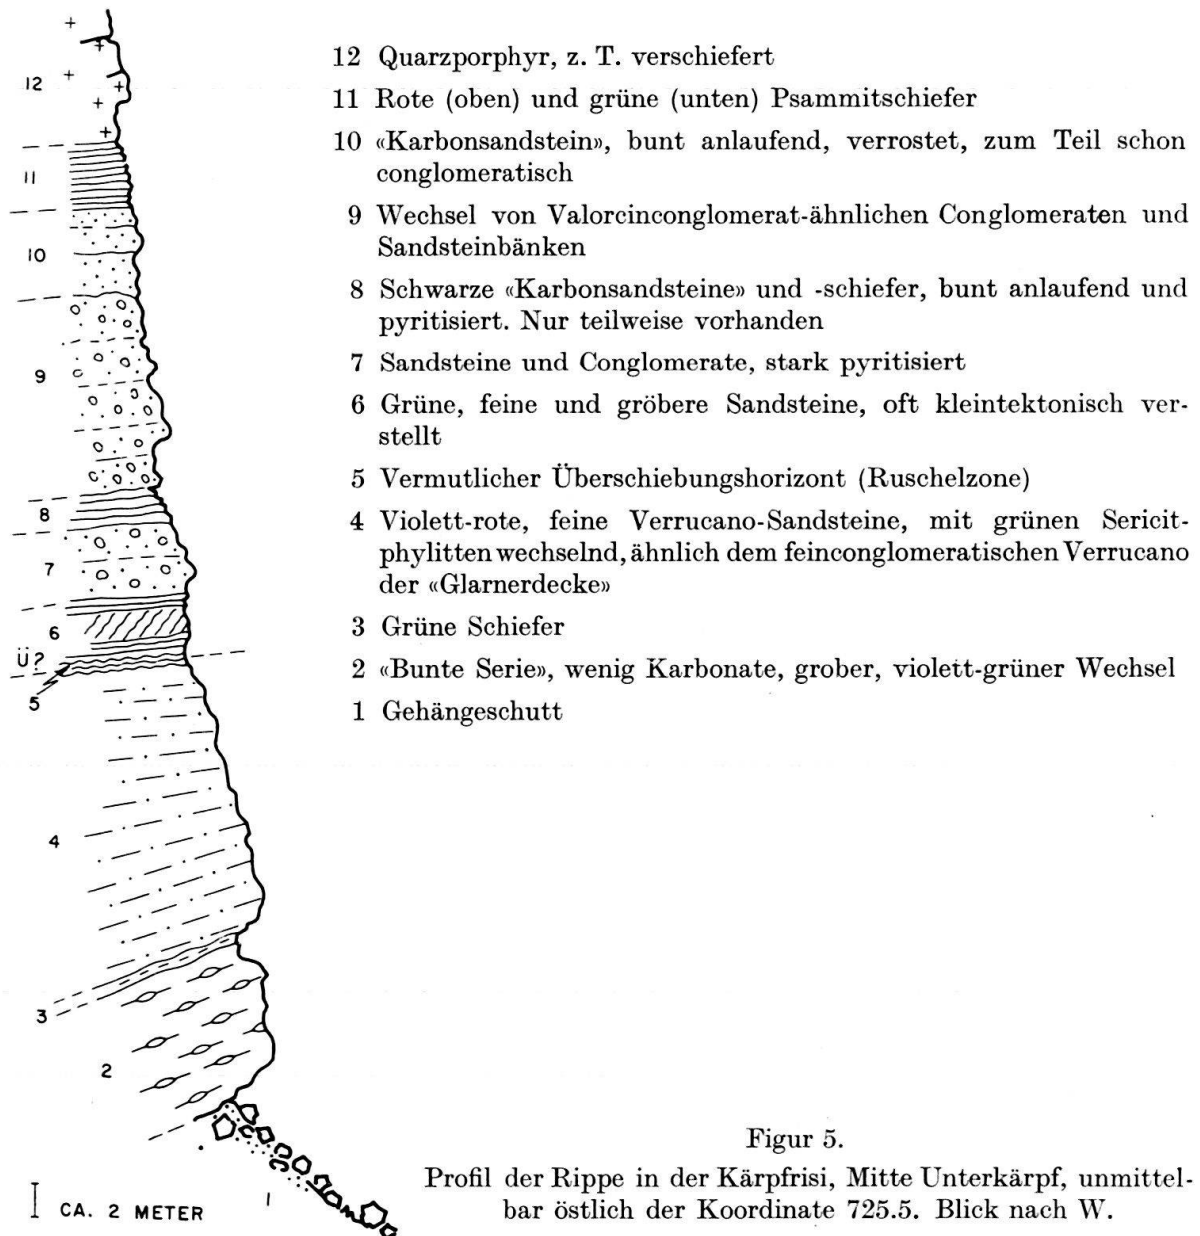 12 Quarzporphyr, z. T. verschiefert
11 Rote (oben) und grüne (unten) Psammitschiefer
10 «Karbonsandstein», bunt anlaufend, verrostet, zum Teil schon
conglomeratisch
9 Wechsel von Valorcinconglomerat-ähnlichen Conglomeraten und
Sandsteinbänken
8 Schwarze «Karbonsandsteine» und -schiefer, bunt anlaufend und
pyritisiert. Nur teilweise vorhanden
7 Sandsteine und Conglomerate, stark pyritisiert
6 Grüne, feine und gröbere Sandsteine, oft kleintektonisch ver-
stellt
5 Vermutlicher Überschiebungshorizont (Ruschelzone)
4 Violett-rote, feine Verrucano-Sandsteine, mit grünen Sericit-
phylitten wechselnd, ähnlich dem feinconglomeratischen Verrucano
der «Glarnerdecke»
3 Grüne Schiefer
2 «Bunte Serie», wenig Karbonate, grober, violett-grüner Wechsel
1 Gehängeschutt
12
11
10
9
8
7
6
Ü?
5
4
3
2
1
CA. 2 METER
Figur 5.
Profil der Rippe in der Kärpfrisi, Mitte Unterkärpf, unmittel-
bar östlich der Koordinate 725.5. Blick nach W.